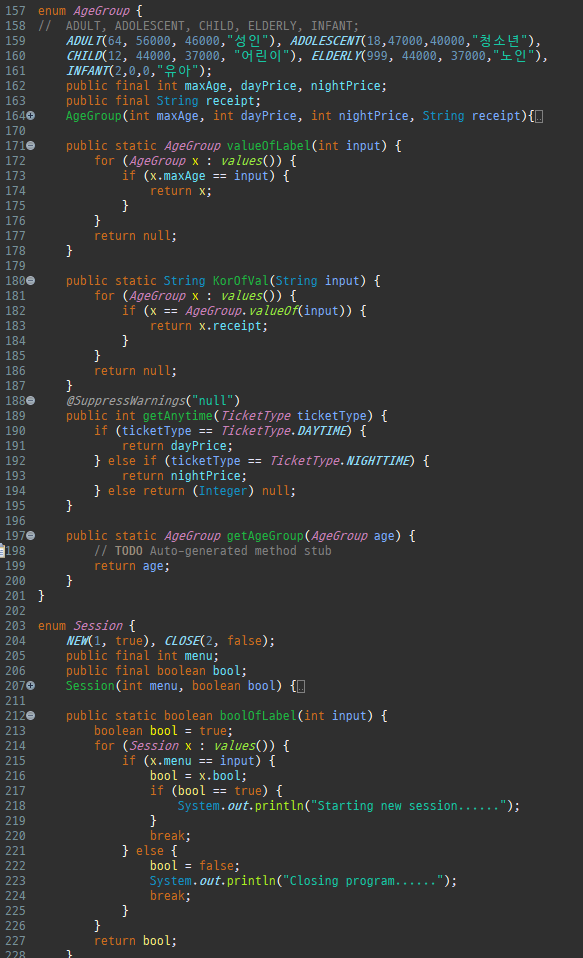 157 enum AgeGroup {
158 //  ADULT, ADOLESCENT, CHILD, ELDERLY, INFANT;
159     ADULT(64, 56000, 46000,"성인"), ADOLESCENT(18,47000,40000,"청소년"),
160     CHILD(12, 44000, 37000, "어린이"), ELDERLY(999, 44000, 37000,"노인"),
161     INFANT(2,0,0,"유아");
162     public final int maxAge, dayPrice, nightPrice;
163     public final String receipt;
164     AgeGroup(int maxAge, int dayPrice, int nightPrice, String receipt){
170
171     public static AgeGroup valueOfLabel(int input) {
172         for (AgeGroup x : values()) {
173             if (x.maxAge == input) {
174                 return x;
175             }
176         }
177         return null;
178     }
179
180     public static String KorOfVal(String input) {
181         for (AgeGroup x : values()) {
182             if (x == AgeGroup.valueOf(input)) {
183                 return x.receipt;
184             }
185         }
186         return null;
187     }
188     @SuppressWarnings("null")
189     public int getAnytime(TicketType ticketType) {
190         if (ticketType == TicketType.DAYTIME) {
191             return dayPrice;
192         } else if (ticketType == TicketType.NIGHTTIME) {
193             return nightPrice;
194         } else return (Integer) null;
195     }
196
197     public static AgeGroup getAgeGroup(AgeGroup age) {
198         // TODO Auto-generated method stub
199         return age;
200     }
201 }
202
203 enum Session {
204     NEW(1, true), CLOSE(2, false);
205     public final int menu;
206     public final boolean bool;
207     Session(int menu, boolean bool) {
211
212     public static boolean boolOfLabel(int input) {
213         boolean bool = true;
214         for (Session x : values()) {
215             if (x.menu == input) {
216                 bool = x.bool;
217                 if (bool == true) {
218                     System.out.println("Starting new session......");
219                 }
220                 break;
221             } else {
222                 bool = false;
223                 System.out.println("Closing program......");
224                 break;
225             }
226         }
227         return bool;
228     }